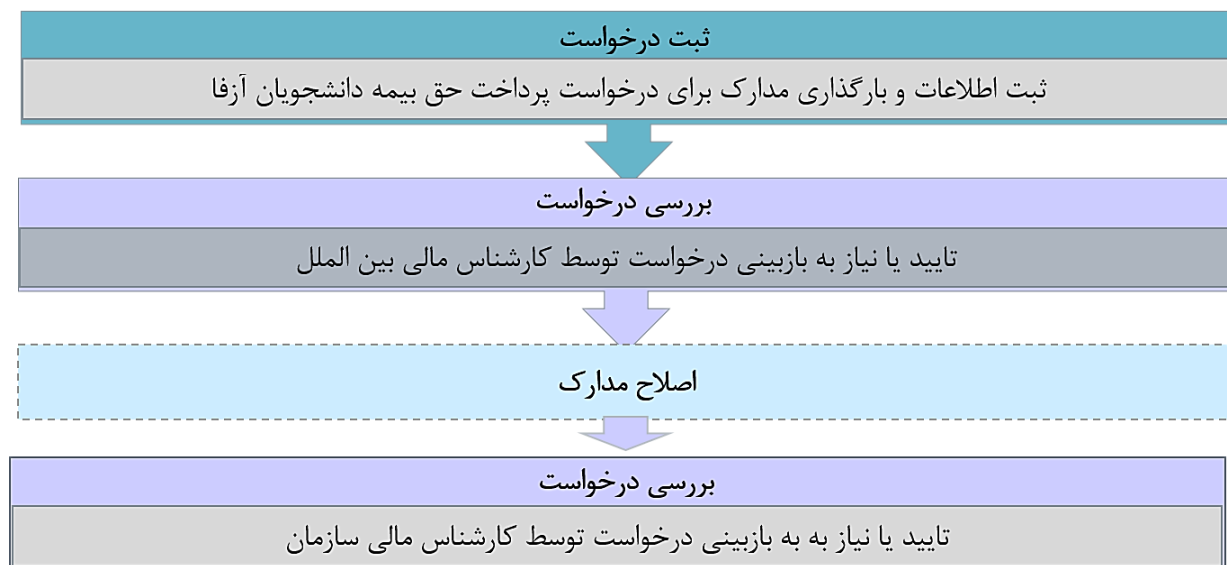 ثبت درخواست
ثبت اطلاعات و بارگذاری مدارک برای درخواست پرداخت حق بیمه دانشجویان آزفا
بررسی درخواست
تایید یا نیاز به بازبینی درخواست توسط کارشناس مالی بین الملل
اصلاح مدارک
بررسی درخواست
تایید یا نیاز به به بازبینی درخواست توسط کارشناس مالی سازمان